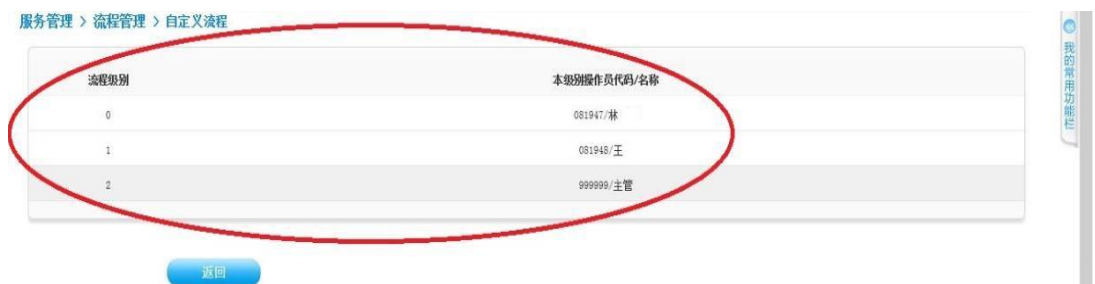 服务管理 > 流程管理 > 自定义流程
流程级别 本级别操作员代码/名称
0 081947/林
1 081948/王
2 999999/主管
返回
我的常用功能栏